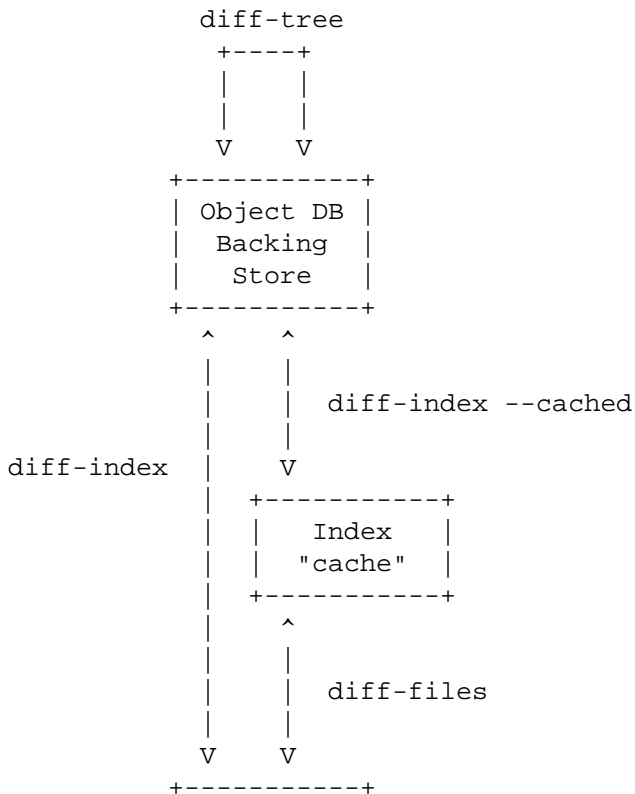 diff-tree
+----+
|    |
|    |
V    V
+-----------+
| Object DB |
|  Backing  |
|   Store   |
+-----------+
^    ^
|    |
|    |  diff-index --cached
|    |
diff-index  |    V
|  +-----------+
|  |   Index   |
|  |  "cache"  |
|  +-----------+
|    ^
|    |
|    |  diff-files
|    |
V    V
+-----------+